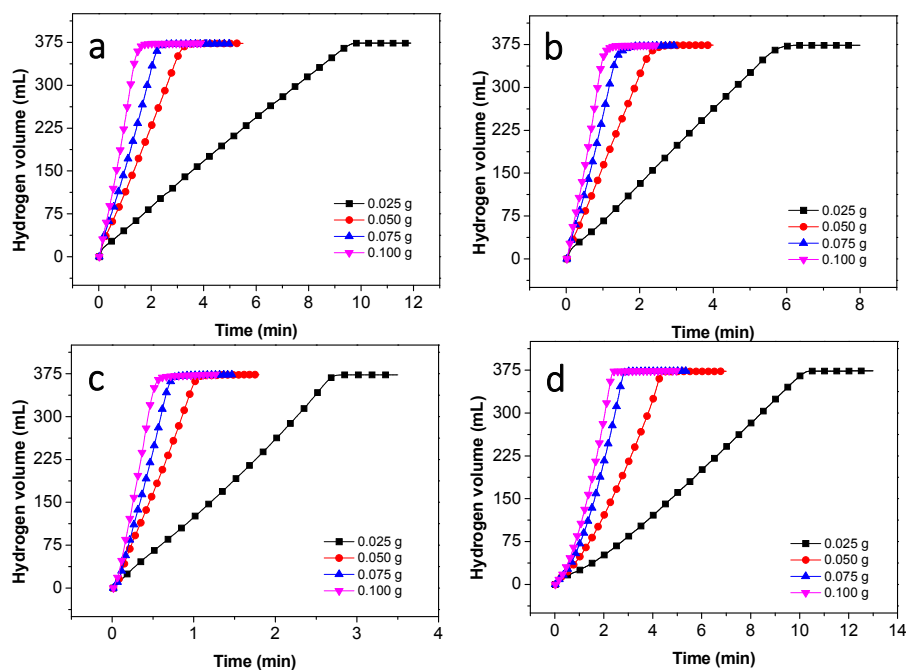 a
Hydrogen volume (mL)
375
300
225
150
75
0
0.025 g
0.050 g
0.075 g
0.100 g
0 2 4 6 8 10 12
Time (min)
b
Hydrogen volume (mL)
375
300
225
150
75
0
0.025 g
0.050 g
0.075 g
0.100 g
0 2 4 6 8
Time (min)
c
Hydrogen volume (mL)
375
300
225
150
75
0
0.025 g
0.050 g
0.075 g
0.100 g
0 1 2 3 4
Time (min)
d
Hydrogen volume (mL)
375
300
225
150
75
0
0.025 g
0.050 g
0.075 g
0.100 g
0 2 4 6 8 10 12 14
Time (min)